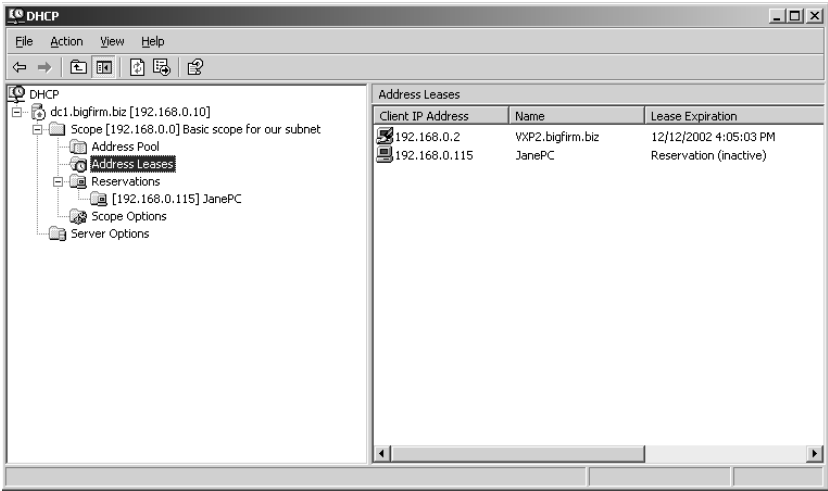 DHCP
File Action View Help
DHCP
dc1.bigfirm.biz [192.168.0.10]
Scope [192.168.0.0] Basic scope for our subnet
Address Pool
Address Leases
Reservations
[192.168.0.115] JanePC
Scope Options
Server Options
Address Leases
Client IP Address Name Lease Expiration
192.168.0.2 VXP2.bigfirm.biz 12/12/2002 4:05:03 PM
192.168.0.115 JanePC Reservation (inactive)